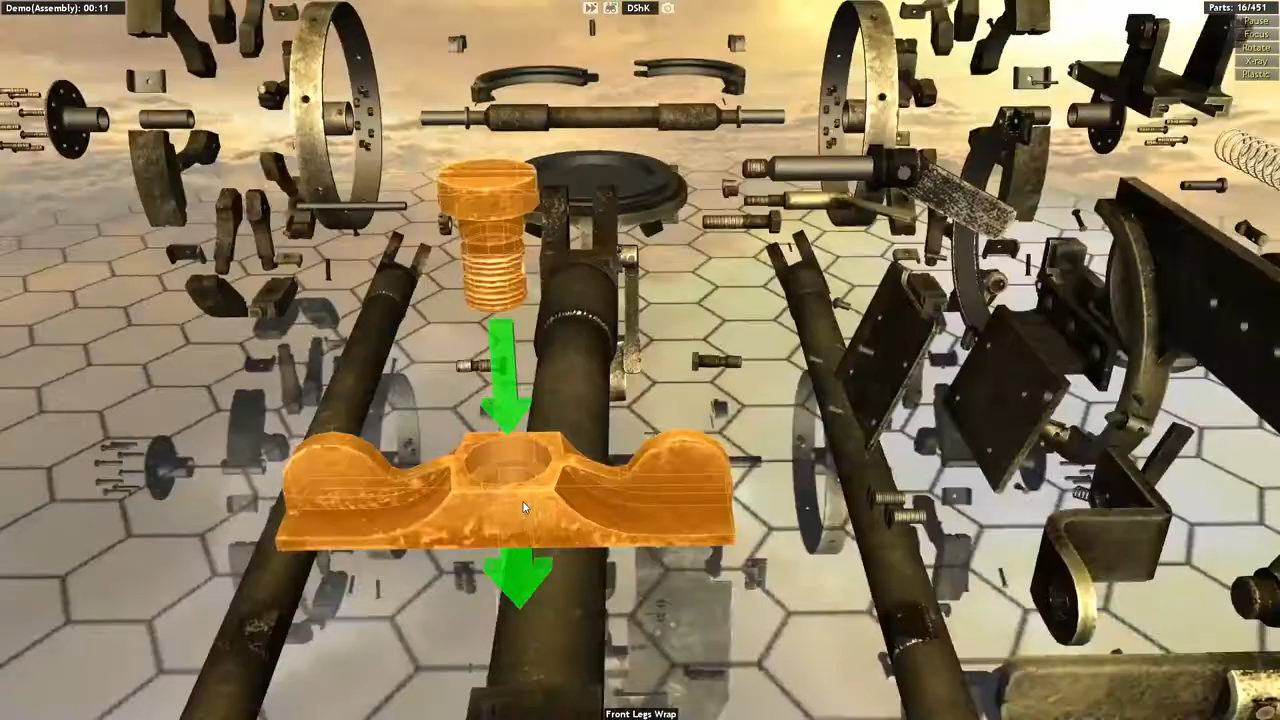 Demo(Assembly): 00:11
DShK
Parts: 16/451
Pause
Focus
Rotate
X-ray
Plastic
Front Legs Wrap